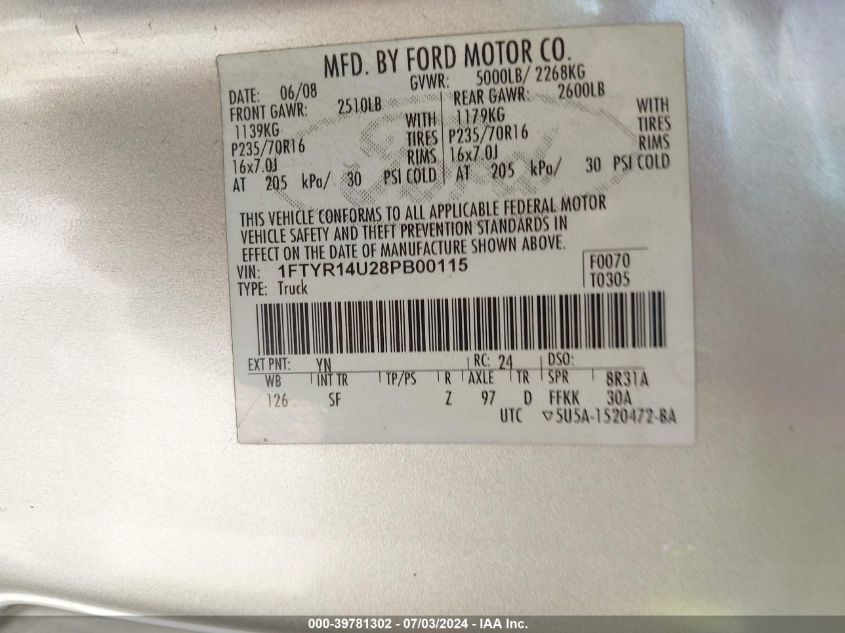 MFD. BY FORD MOTOR CO.
DATE: 06/08 GVWR: 5000LB/ 2268KG
FRONT GAWR: 2510LB REAR GAWR: 2600LB
1139KG WITH 1179KG WITH
P235/70R16 TIRES P235/70R16 TIRES
16x7.0J RIMS 16x7.0J RIMS
AT 205 kPa/ 30 PSI COLD AT 205 kPa/ 30 PSI COLD
THIS VEHICLE CONFORMS TO ALL APPLICABLE FEDERAL MOTOR
VEHICLE SAFETY AND THEFT PREVENTION STANDARDS IN
EFFECT ON THE DATE OF MANUFACTURE SHOWN ABOVE.
VIN: 1FTYR14U28PB00115 F0070
TYPE: Truck T0305
EXT PNT: YN RC: 24 DSO:
WB INT TR TP/PS R AXLE TR SPR 8R31A
126 SF Z 97 D FFKK 30A
UTC ▽5U5A-1520472-BA
000-39781302 - 07/03/2024 - IAA Inc.